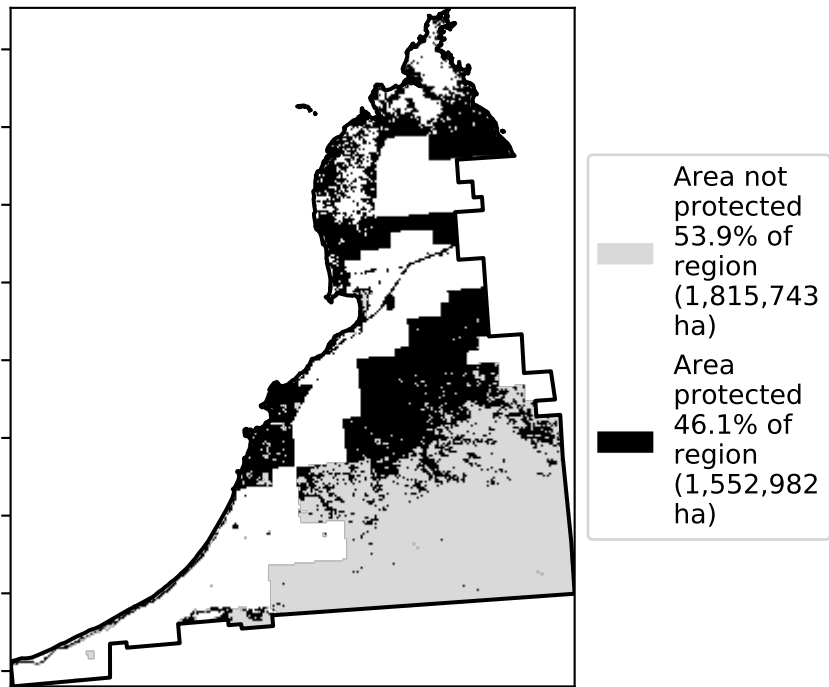 Area not
protected
53.9% of
region
(1,815,743
ha)
Area
protected
46.1% of
region
(1,552,982
ha)